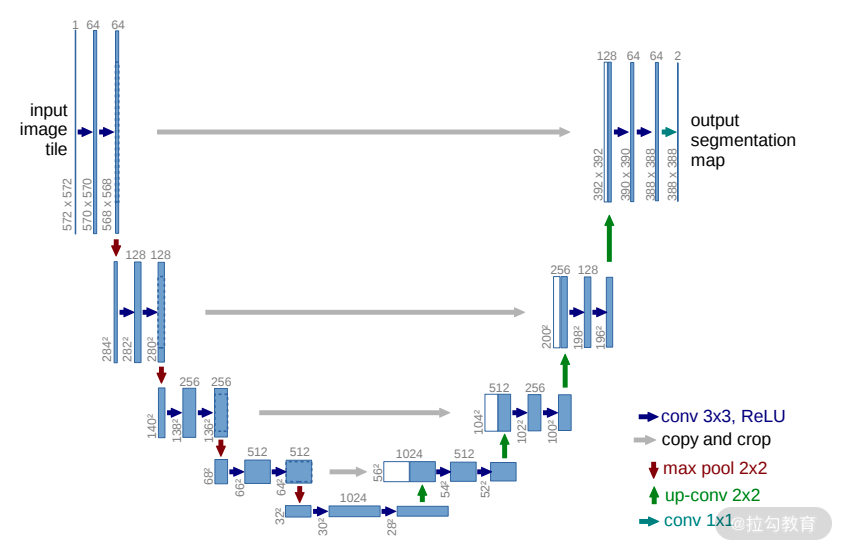 1 64 64
128 64 64 2
input
image
tile
output
segmentation
map
572 x 572
570 x 570
568 x 568
392 x 392
390 x 390
388 x 388
388 x 388
128 128
256 128
284²
282²
280²
200²
198²
196²
256 256
512 256
140²
138²
136²
104²
102²
100²
512 512
1024 512
68²
66²
64²
56²
54²
52²
1024
32²
30²
28²
conv 3x3, ReLU
copy and crop
max pool 2x2
up-conv 2x2
conv 1x1
@拉勾教育